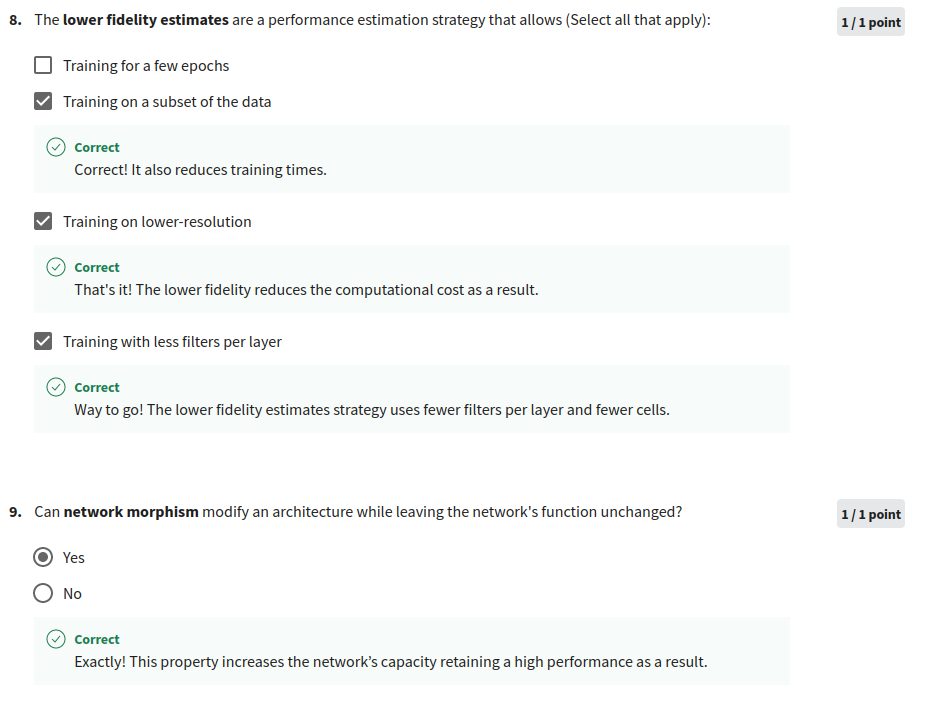 8. The lower fidelity estimates are a performance estimation strategy that allows (Select all that apply):
1 / 1 point
Training for a few epochs
Training on a subset of the data
Correct
Correct! It also reduces training times.
Training on lower-resolution
Correct
That's it! The lower fidelity reduces the computational cost as a result.
Training with less filters per layer
Correct
Way to go! The lower fidelity estimates strategy uses fewer filters per layer and fewer cells.
9. Can network morphism modify an architecture while leaving the network's function unchanged?
1 / 1 point
Yes
No
Correct
Exactly! This property increases the network’s capacity retaining a high performance as a result.